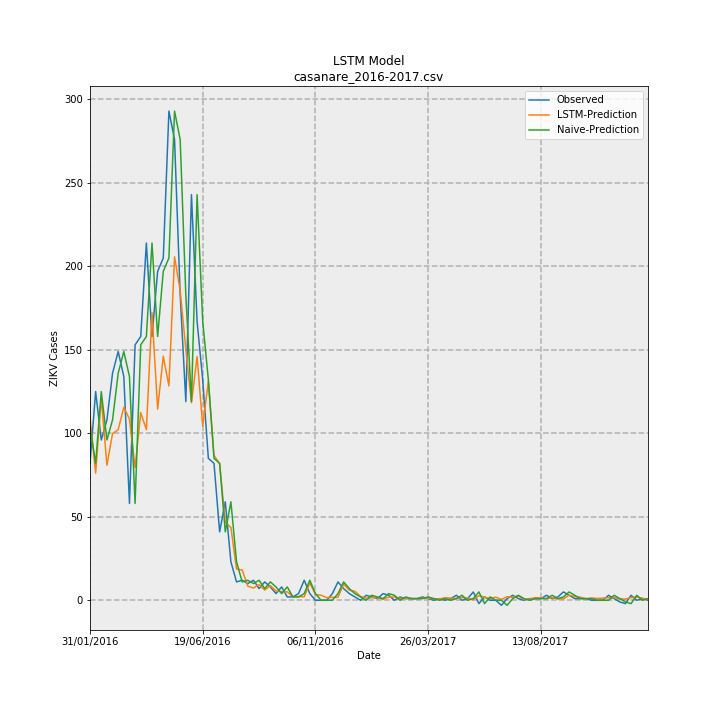 LSTM Model
casanare_2016-2017.csv
Observed
LSTM-Prediction
Naive-Prediction
300
250
200
150
100
50
0
ZIKV Cases
31/01/2016 19/06/2016 06/11/2016 26/03/2017 13/08/2017
Date